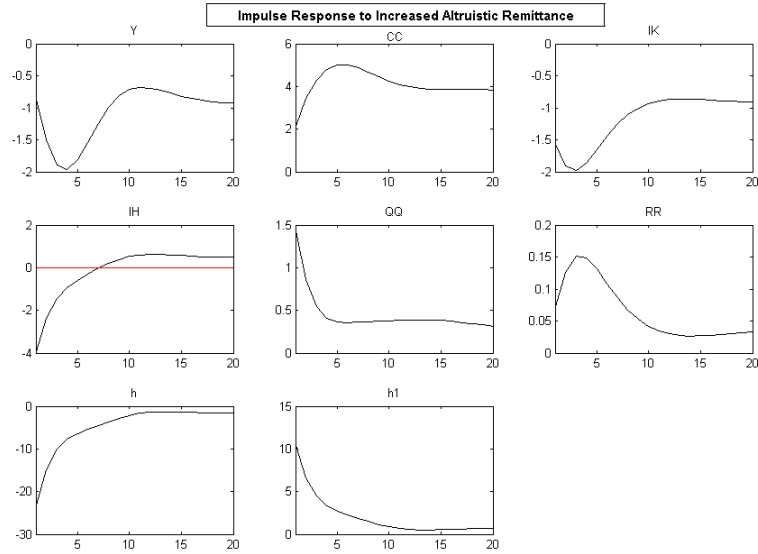 Impulse Response to Increased Altruistic Remittance
Y CC IK
0 -0.5 -1 -1.5 -2
5 10 15 20
6 4 2 0
5 10 15 20
0 -0.5 -1 -1.5 -2
5 10 15 20
IH QQ RR
2 0 -2 -4
5 10 15 20
1.5 1 0.5 0
5 10 15 20
0.2 0.15 0.1 0.05 0
5 10 15 20
h h1
0 -10 -20 -30
5 10 15 20
15 10 5 0
5 10 15 20